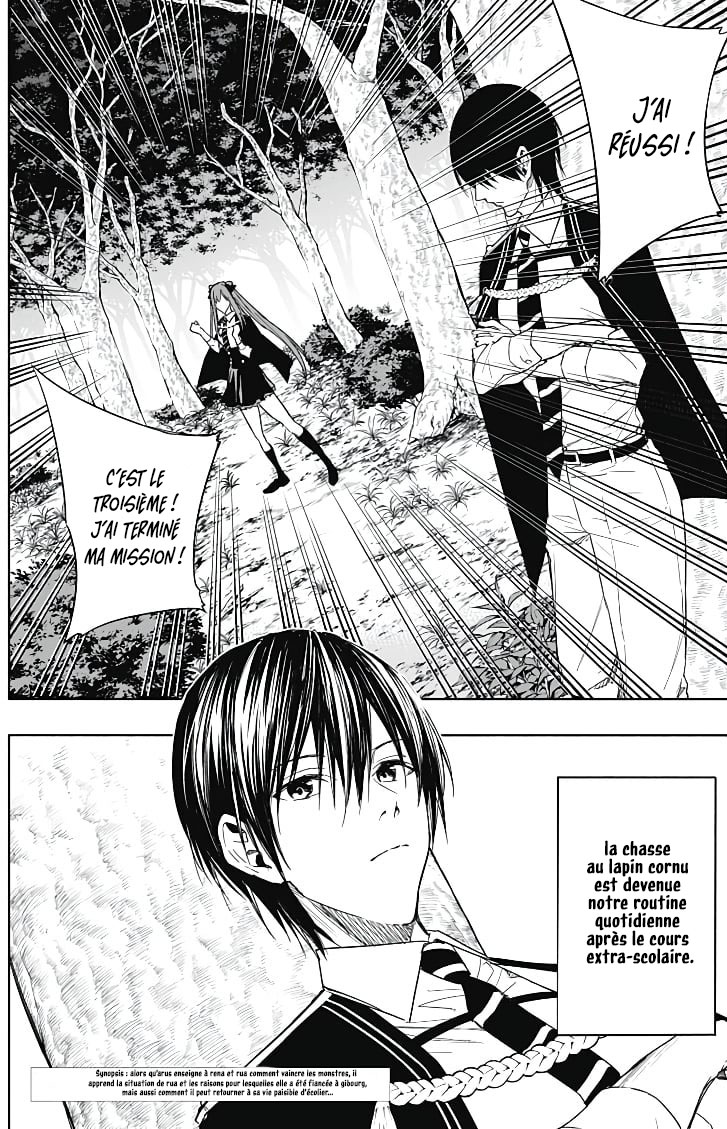 J'AI
RÉUSSI !
C'EST LE
TROISIÈME !
J'AI TERMINÉ
MA MISSION !
la chasse
au lapin cornu
est devenue
notre routine
quotidienne
après le cours
extra-scolaire.
Synopsis : alors qu'arus enseigne à rena et rua comment vaincre les monstres, il
apprend la situation de rua et les raisons pour lesquelles elle a été fiancée à gibourg,
mais aussi comment il peut retourner à sa vie paisible d'écolier...